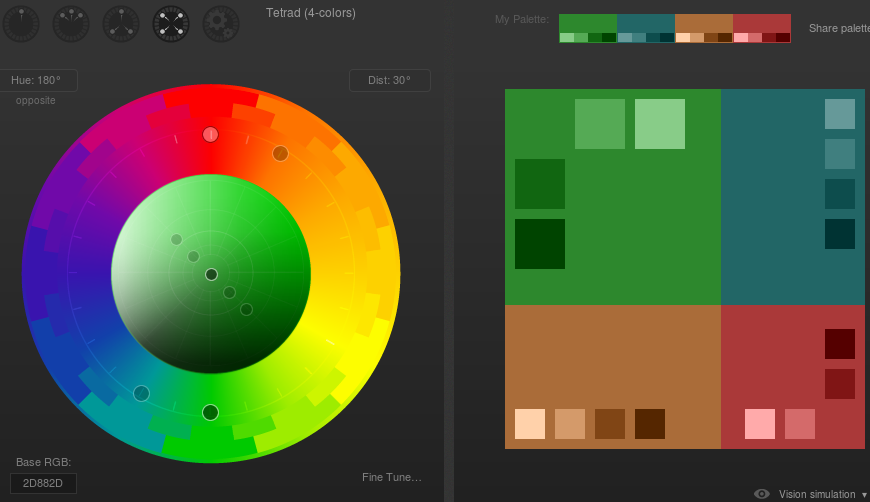 Tetrad (4-colors)
My Palette:
Share palette
Hue: 180°
opposite
Dist: 30°
Base RGB:
2D882D
Fine Tune...
Vision simulation ▾